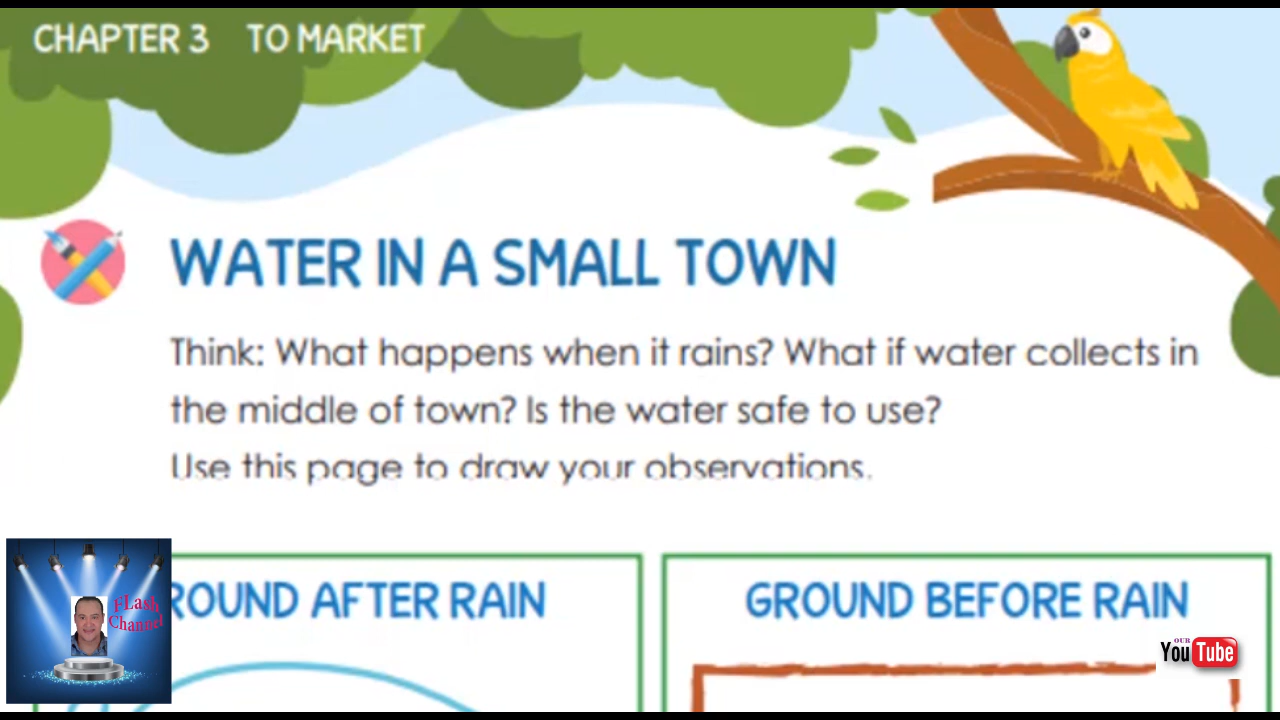 CHAPTER 3 TO MARKET
WATER IN A SMALL TOWN
Think: What happens when it rains? What if water collects in
the middle of town? Is the water safe to use?
Use this page to draw your observations.
ROUND AFTER RAIN
GROUND BEFORE RAIN
FLash
Channel
OUR
YouTube